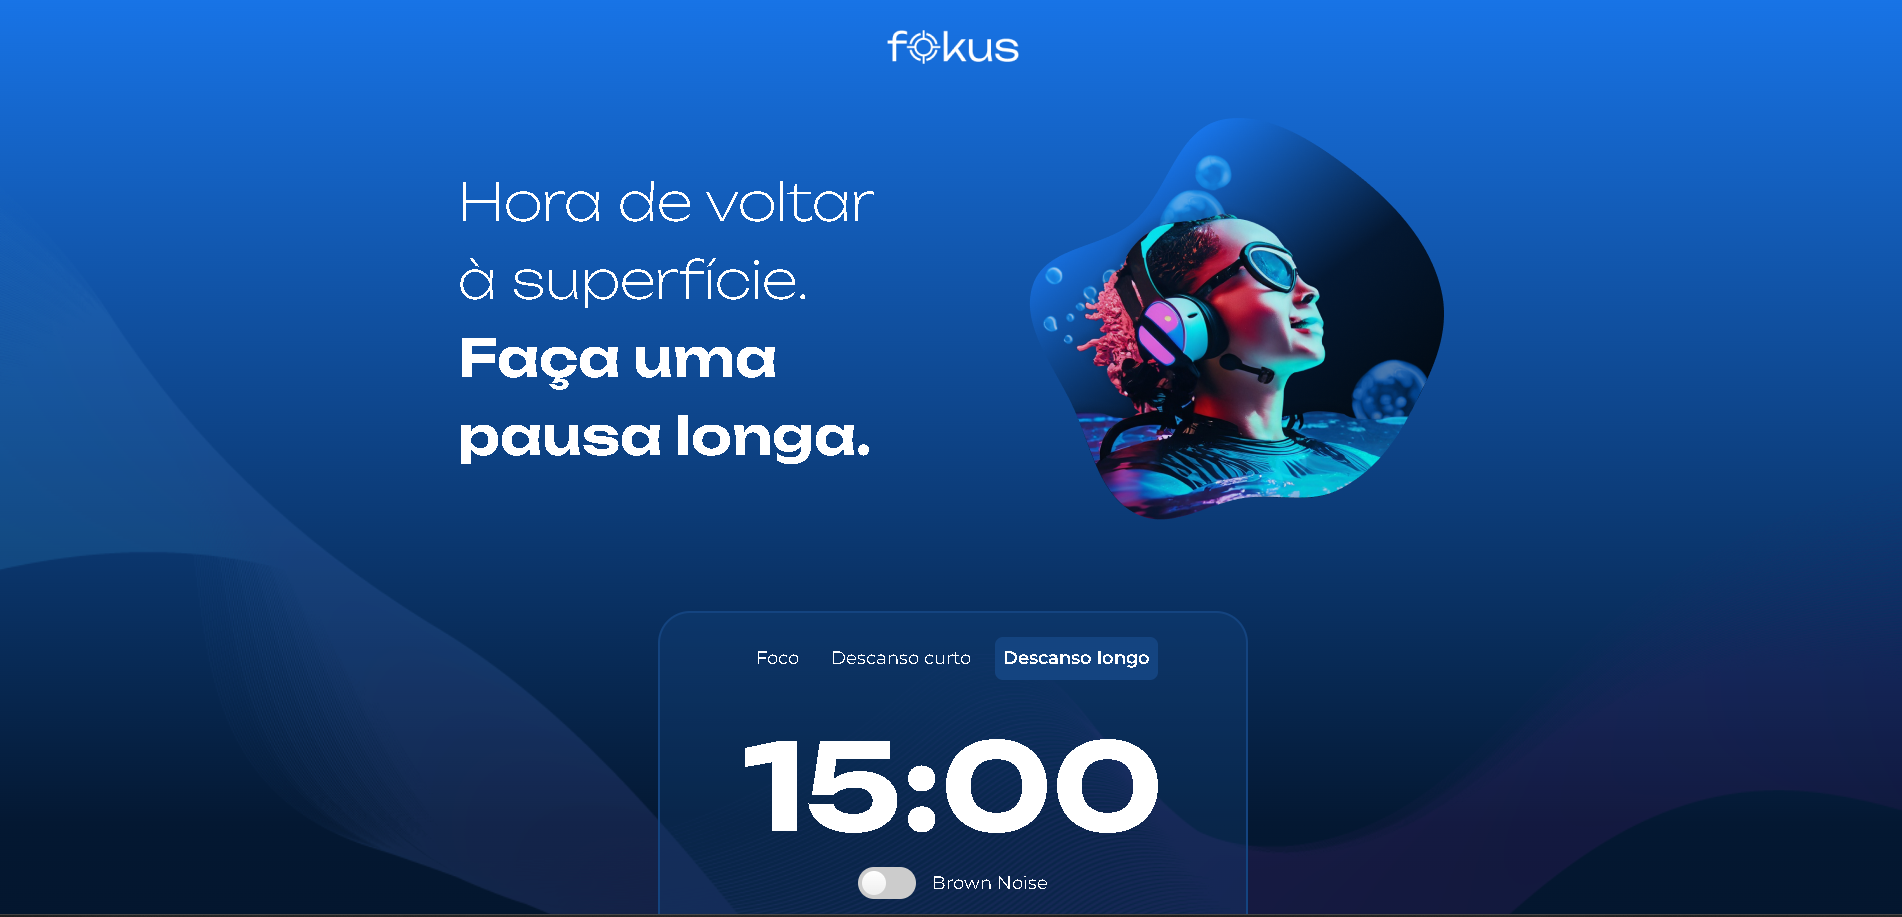 fokus
Hora de voltar
à superfície.
Faça uma
pausa longa.
Foco Descanso curto Descanso longo
15:00
Brown Noise